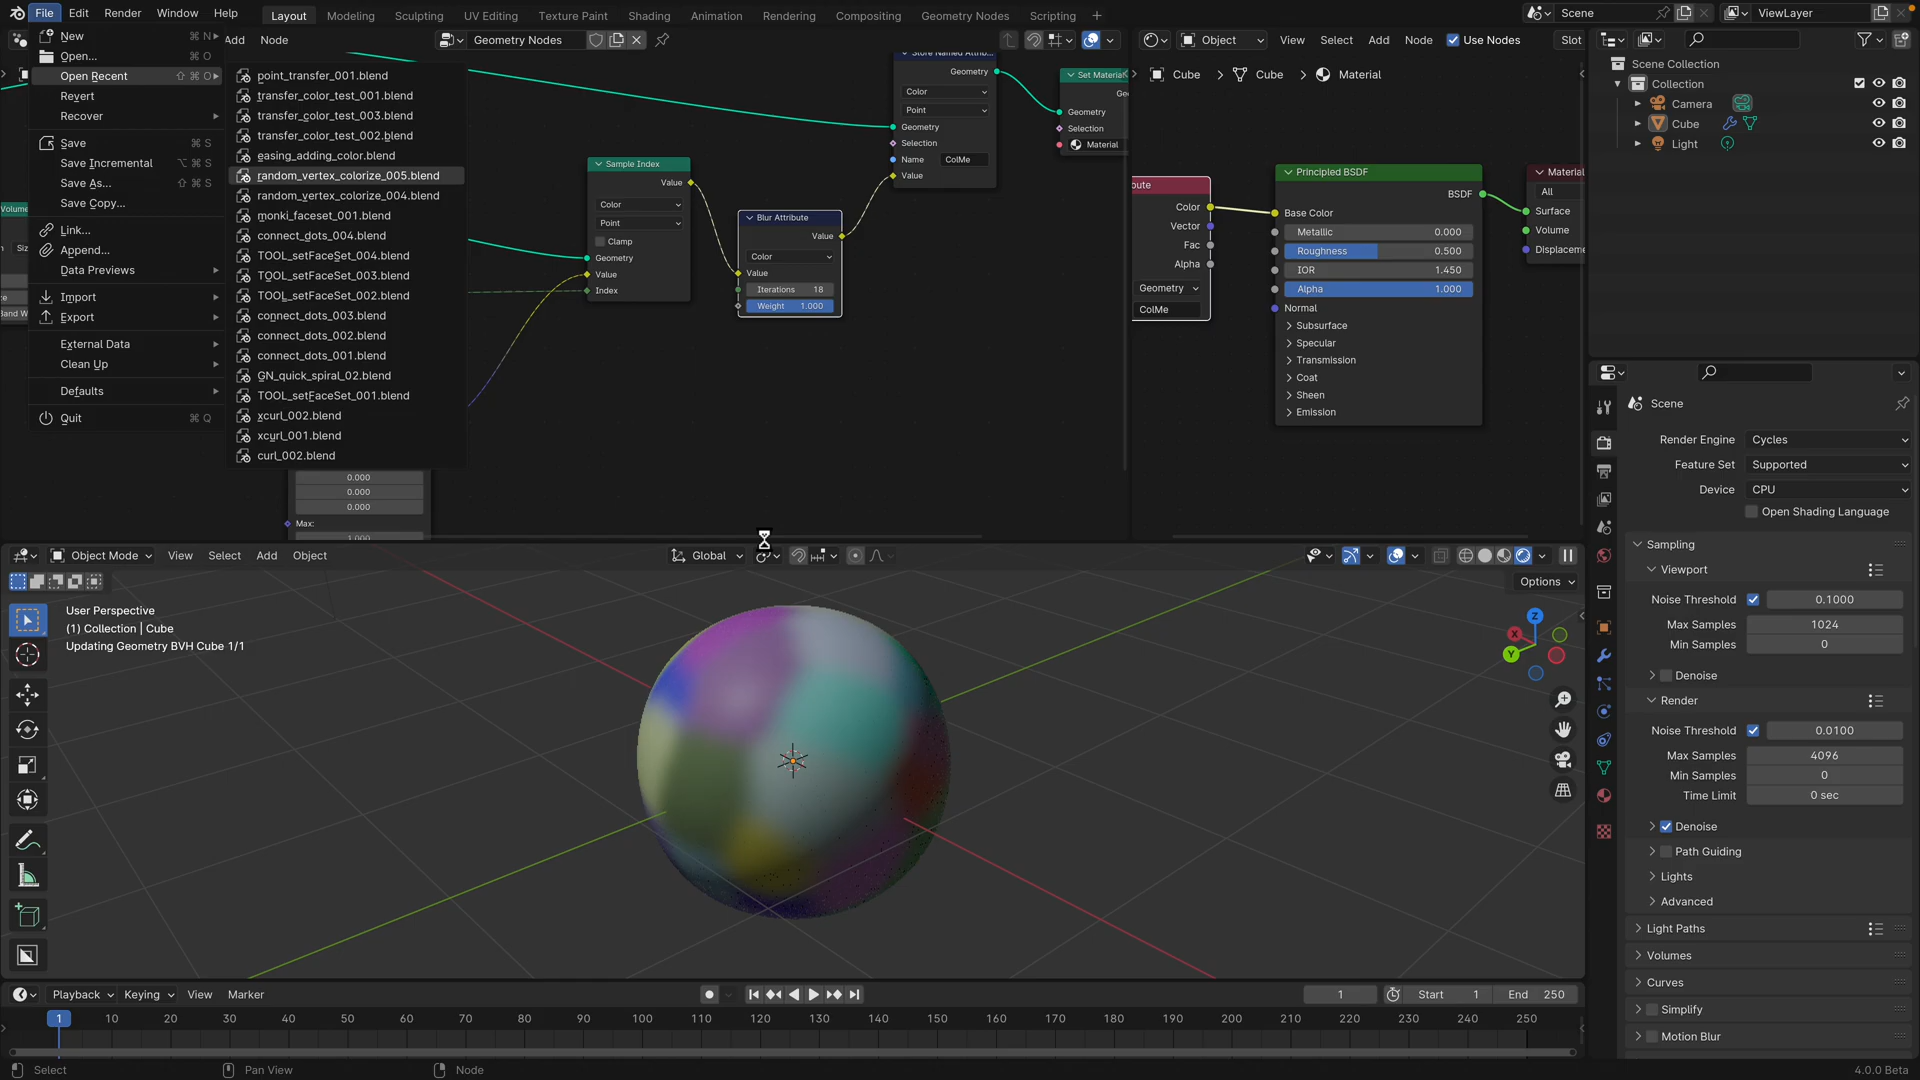 File Edit Render Window Help Layout Modeling Sculpting UV Editing Texture Paint Shading Animation Rendering Compositing Geometry Nodes Scripting + Scene ViewLayer
New ⌘ N
Open... ⌘ O
Open Recent ⇧ ⌘ O
Revert
Recover
Save ⌘ S
Save Incremental ⌥ ⌘ S
Save As... ⇧ ⌘ S
Save Copy...
Link...
Append...
Data Previews
Import
Export
External Data
Clean Up
Defaults
Quit ⌘ Q
point_transfer_001.blend
transfer_color_test_001.blend
transfer_color_test_003.blend
transfer_color_test_002.blend
easing_adding_color.blend
random_vertex_colorize_005.blend
random_vertex_colorize_004.blend
monki_faceset_001.blend
connect_dots_004.blend
TOOL_setFaceSet_004.blend
TOOL_setFaceSet_003.blend
TOOL_setFaceSet_002.blend
connect_dots_003.blend
connect_dots_002.blend
connect_dots_001.blend
GN_quick_spiral_02.blend
TOOL_setFaceSet_001.blend
xcurl_002.blend
xcurl_001.blend
curl_002.blend
Add Node Geometry Nodes
Volume
Siz
Band W
0.000
0.000
0.000
Max:
1.000
Sample Index
Value
Color
Point
Clamp
Geometry
Value
Index
Blur Attribute
Value
Color
Value
Iterations 18
Weight 1.000
Store Named Attrib...
Geometry
Color
Point
Geometry
Selection
Name ColMe
Value
Set Material
Geo
Geometry
Selection
Material
Object View Select Add Node Use Nodes Slot
Cube > Cube > Material
bute
Color
Vector
Fac
Alpha
Geometry
ColMe
Principled BSDF
BSDF
Base Color
Metallic 0.000
Roughness 0.500
IOR 1.450
Alpha 1.000
Normal
Subsurface
Specular
Transmission
Coat
Sheen
Emission
Material
All
Surface
Volume
Displaceme
Scene Collection
Collection
Camera
Cube
Light
Scene
Render Engine Cycles
Feature Set Supported
Device CPU
Open Shading Language
Sampling
Viewport
Noise Threshold 0.1000
Max Samples 1024
Min Samples 0
Denoise
Render
Noise Threshold 0.0100
Max Samples 4096
Min Samples 0
Time Limit 0 sec
Denoise
Path Guiding
Lights
Advanced
Light Paths
Volumes
Curves
Simplify
Motion Blur
Object Mode View Select Add Object Global
Options
User Perspective
(1) Collection | Cube
Updating Geometry BVH Cube 1/1
Z
X
Y
Playback Keying View Marker 1 Start 1 End 250
1 10 20 30 40 50 60 70 80 90 100 110 120 130 140 150 160 170 180 190 200 210 220 230 240 250
Select Pan View Node 4.0.0 Beta